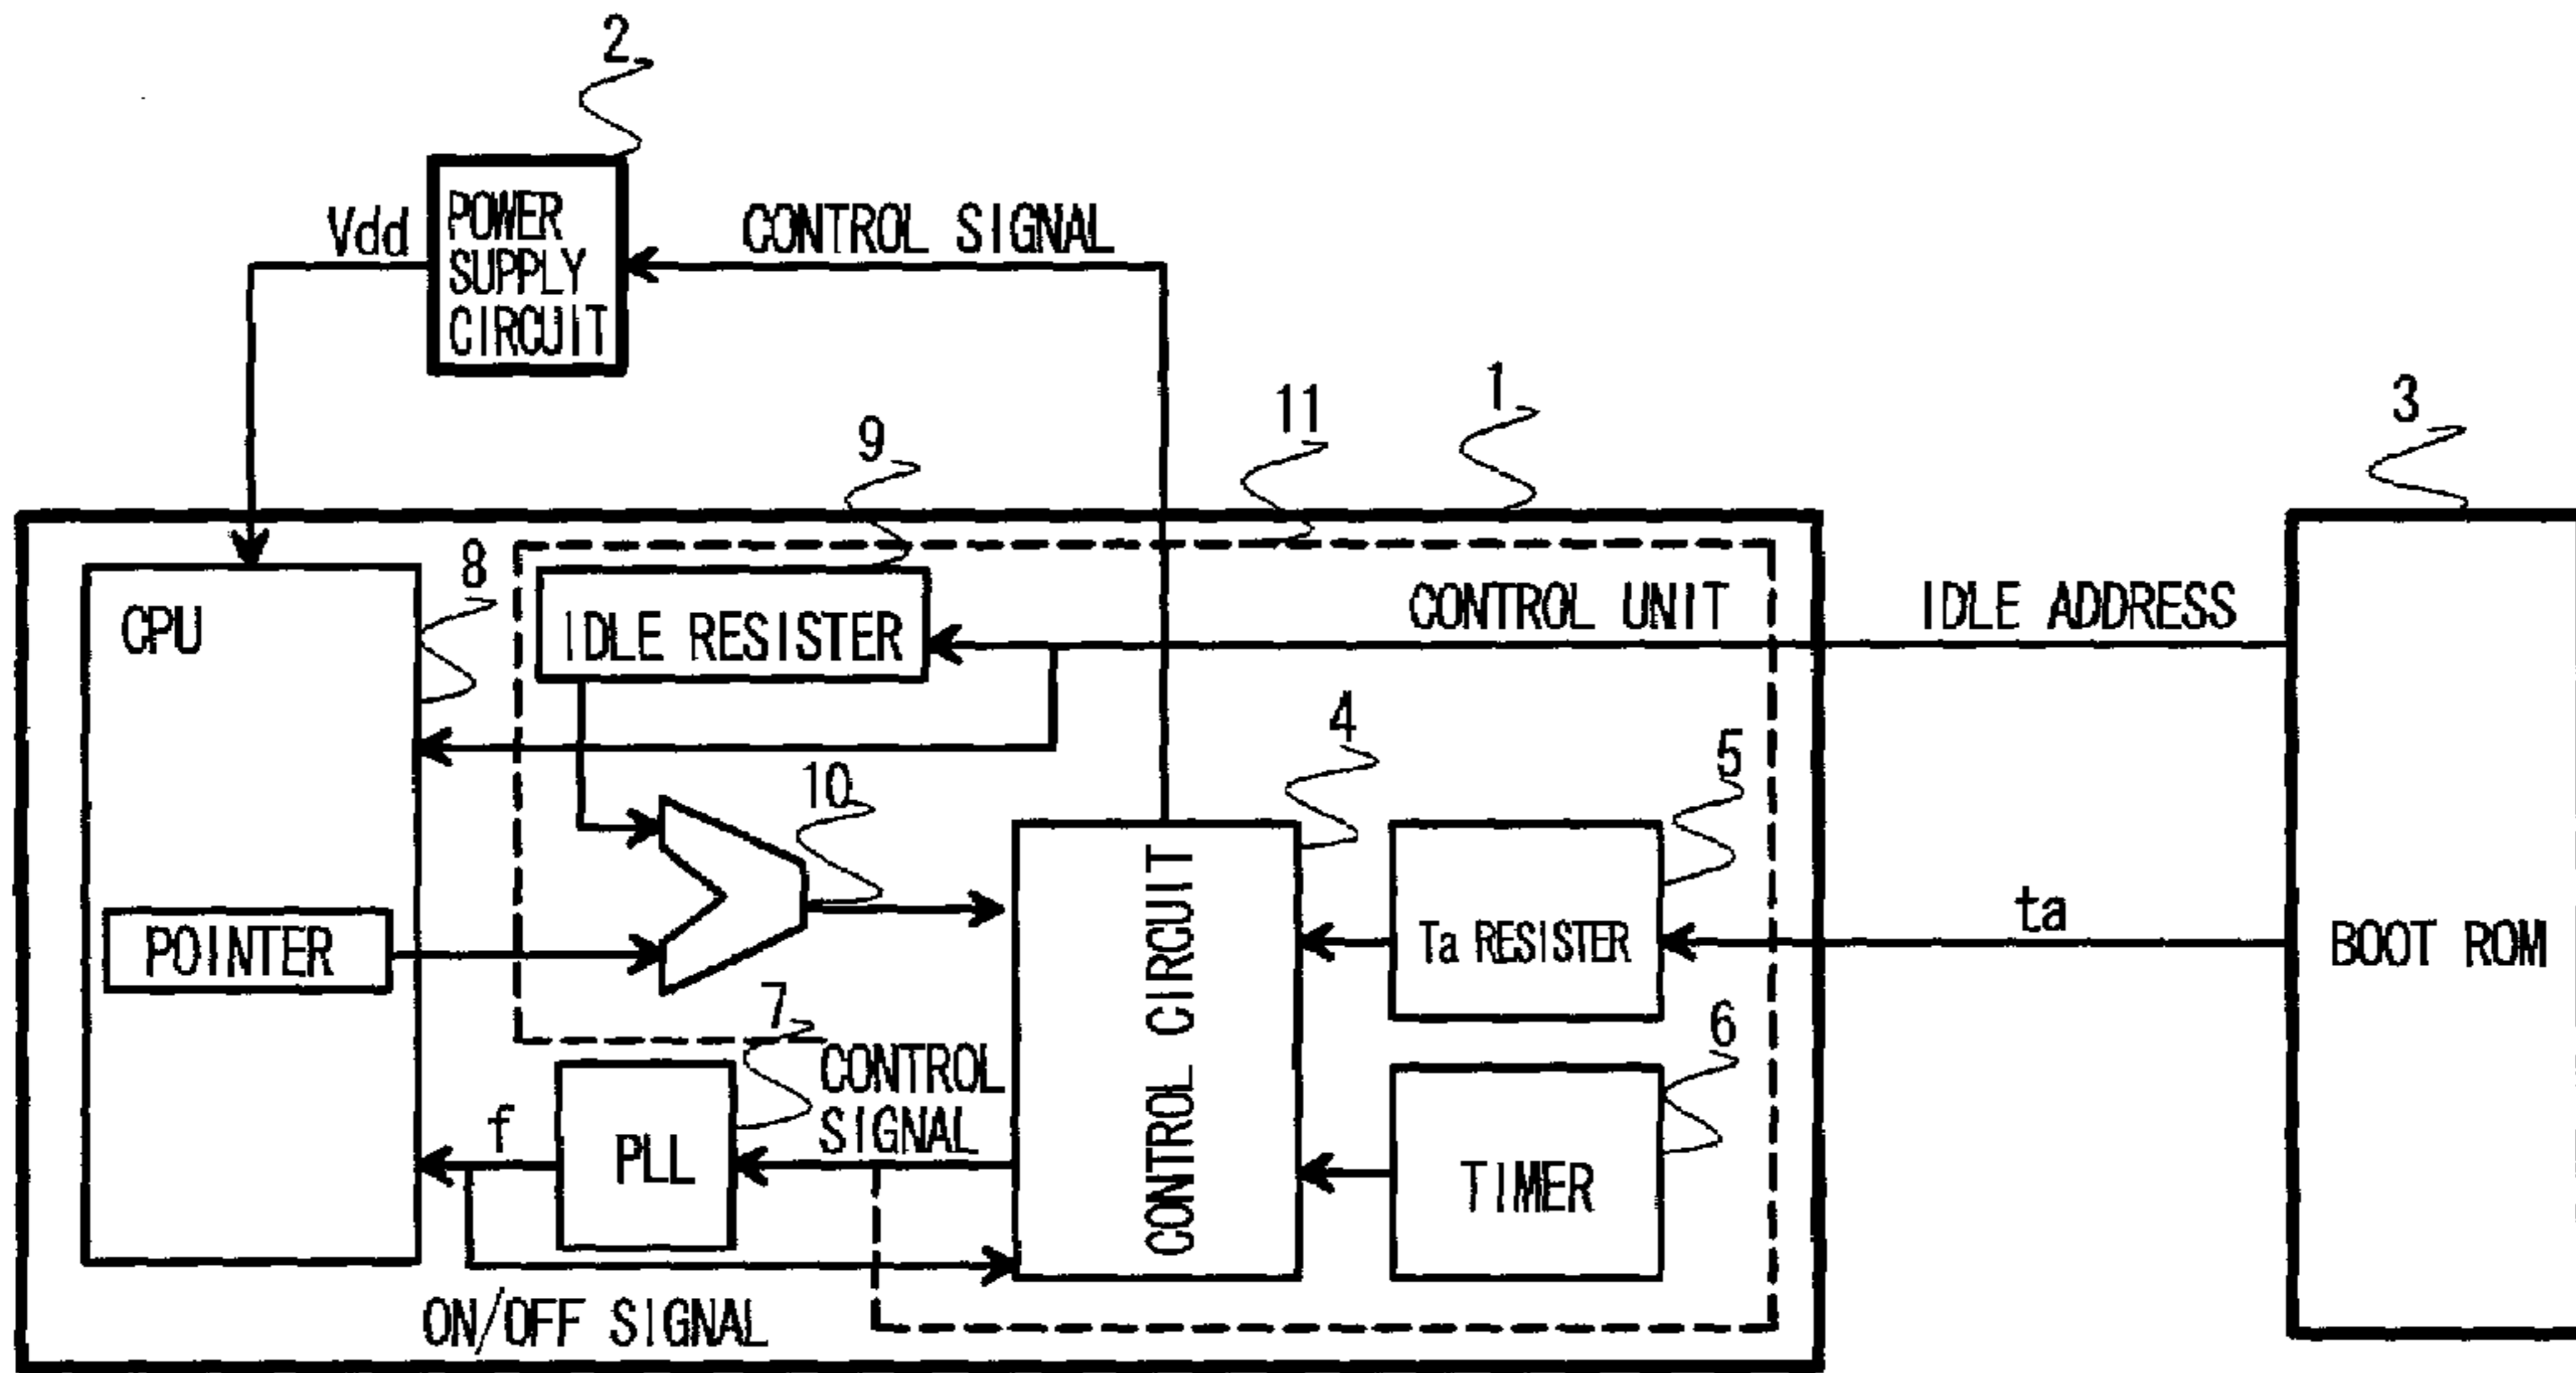 2
POWER
SUPPLY
CIRCUIT
Vdd
CONTROL SIGNAL
1
11
3
9
8
CPU
IDLE RESISTER
CONTROL UNIT
IDLE ADDRESS
4
5
10
POINTER
CONTROL CIRCUIT
Ta RESISTER
ta
BOOT ROM
7
6
CONTROL
SIGNAL
f
PLL
TIMER
ON/OFF SIGNAL